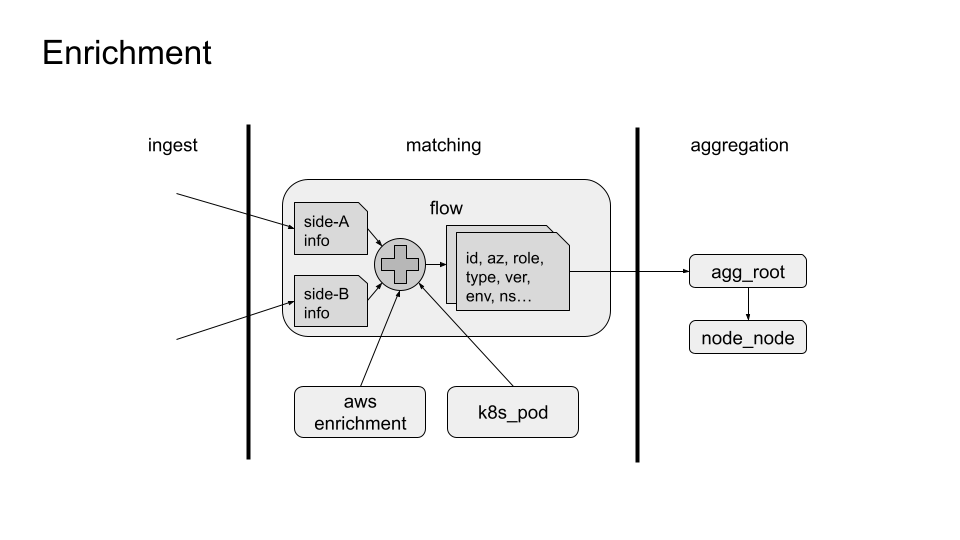 Enrichment
ingest
matching
aggregation
flow
side-A
info
side-B
info
id, az, role,
type, ver,
env, ns…
agg_root
node_node
aws
enrichment
k8s_pod